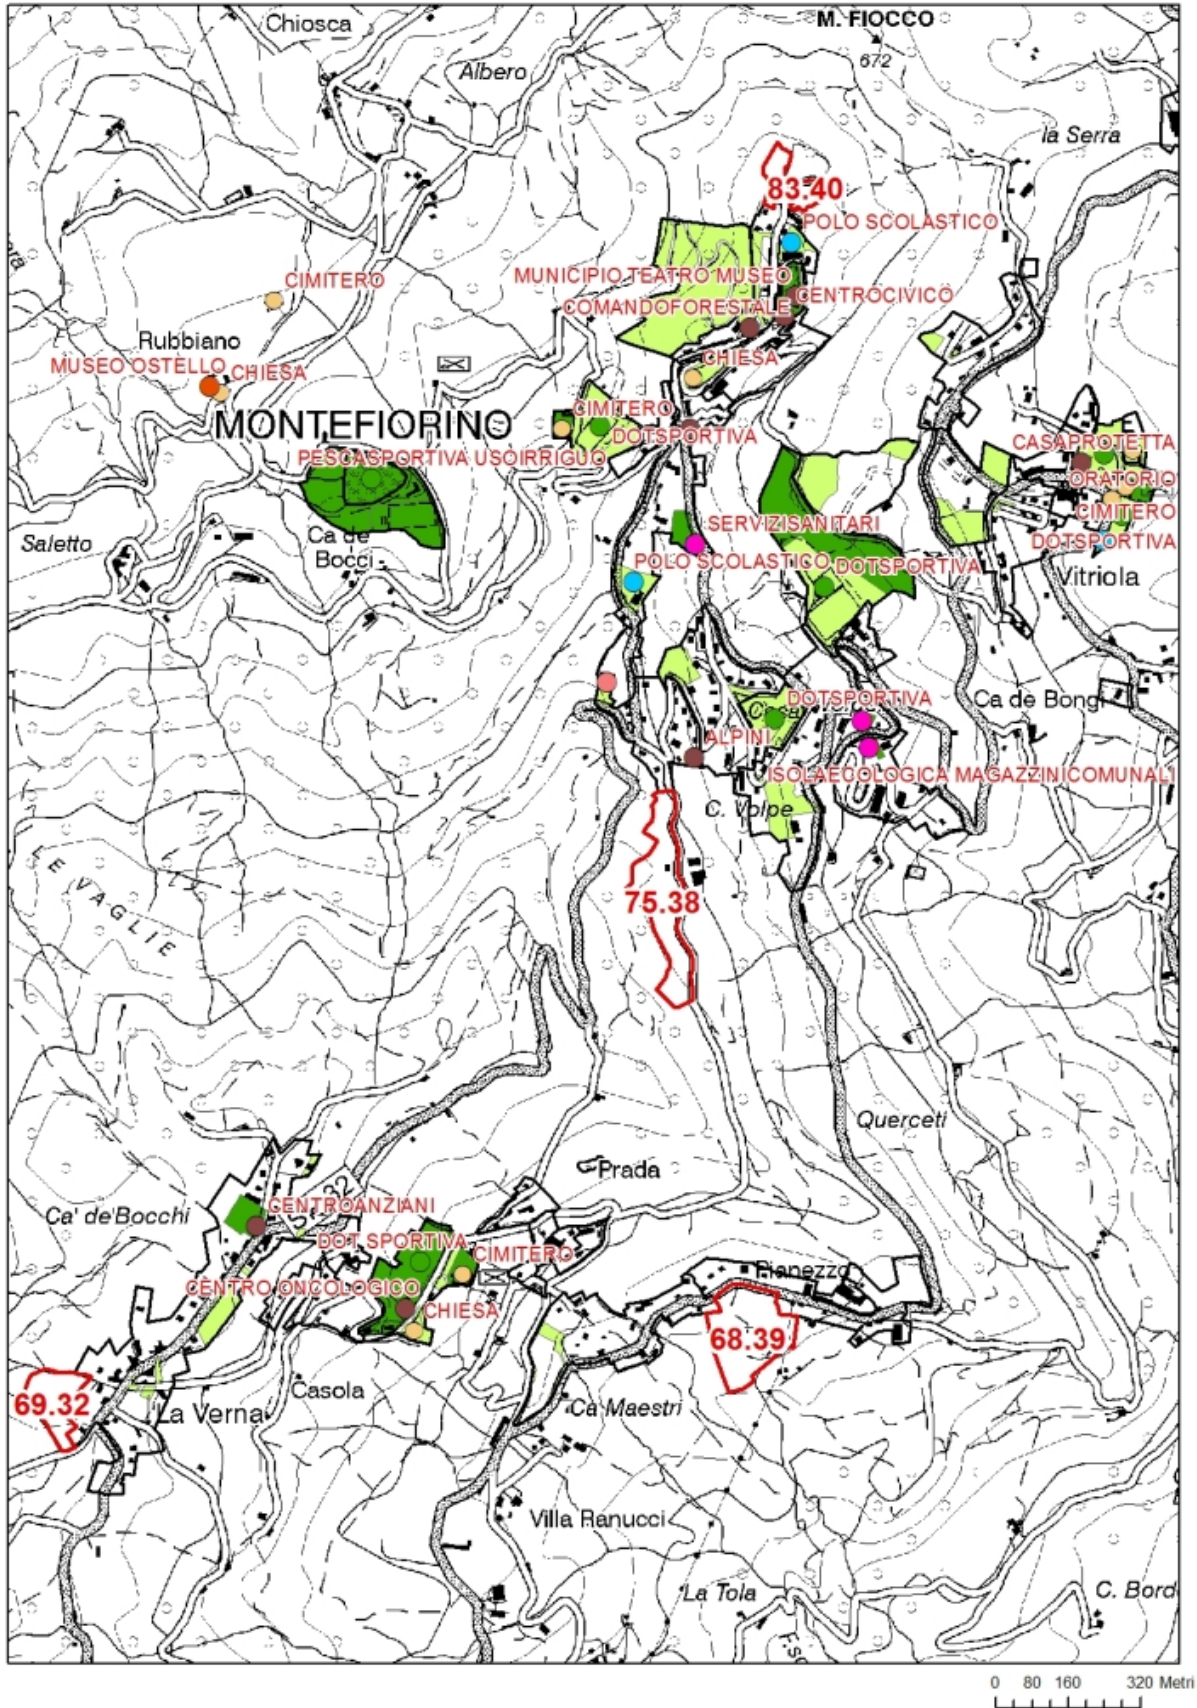 M. FIOCCO
672
Chiosca
Albero
la Serra
83.40
POLO SCOLASTICO
CIMITERO
MUNICIPIO TEATRO MUSEO
CENTROCIVICO
COMANDOFORESTALE
Rubbiano
MUSEO OSTELLO
CHIESA
CHIESA
MONTEFIORINO
CIMITERO
DOTSPORTIVA
PESCASPORTIVA USOIRRIGUO
CASAPROTETTA
ORATORIO
CIMITERO
DOTSPORTIVA
SERVIZISANITARI
Saletto
Ca de
Bocci
POLO SCOLASTICO
DOTSPORTIVA
Vitriola
DOTSPORTIVA
Ca de Bongi
ALPINI
ISOLAECOLOGICA MAGAZZINICOMUNALI
C. Volpe
LE VAGLIE
75.38
Querceti
Prada
Ca' de'Bocchi
CENTROANZIANI
32
DOT SPORTIVA
CIMITERO
CENTRO ONCOLOGICO
CHIESA
Pianezzo
68.39
69.32
Casola
La Verna
Ca Maestri
Villa Ranucci
La Tola
C. Bord
0 80 160 320 Metri